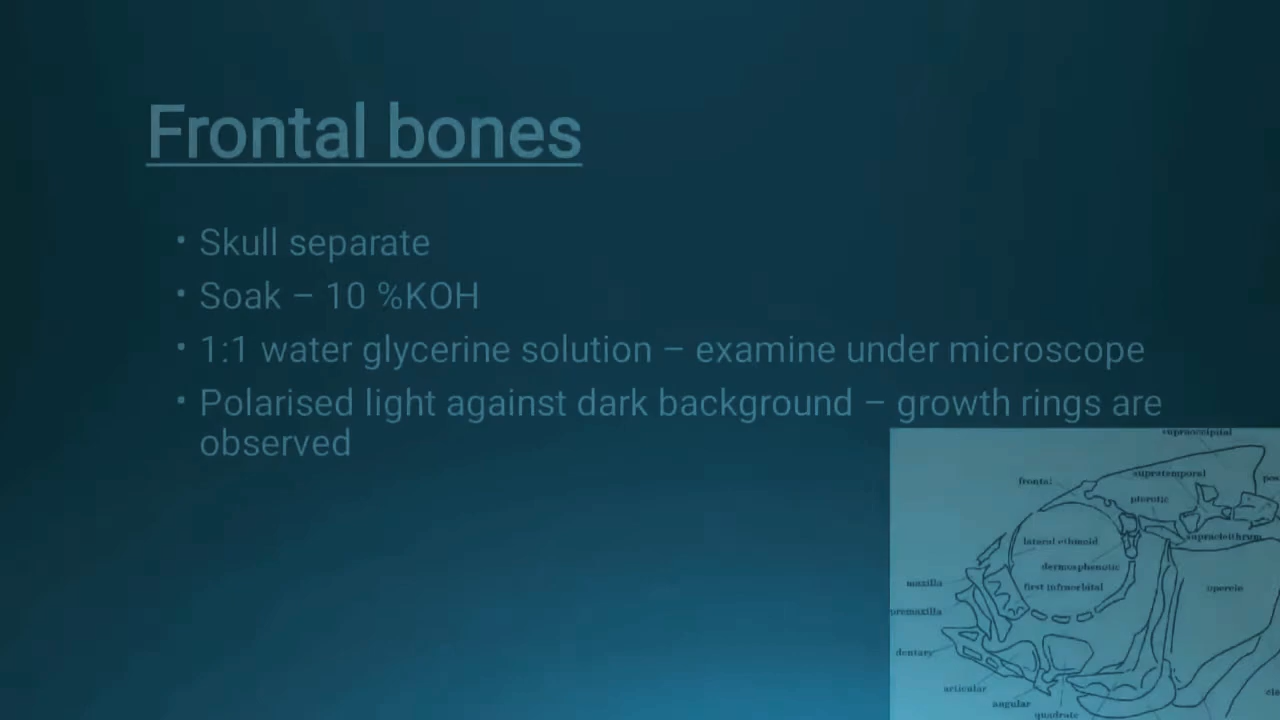 Frontal bones
• Skull separate
• Soak – 10 %KOH
• 1:1 water glycerine solution – examine under microscope
• Polarised light against dark background – growth rings are
observed
supraoccipital
supratemporal
frontal
pterotic
supracleithrum
lateral ethmoid
dermosphenotic
first infraorbital
opercle
maxilla
premaxilla
dentary
articular
angular
quadrate